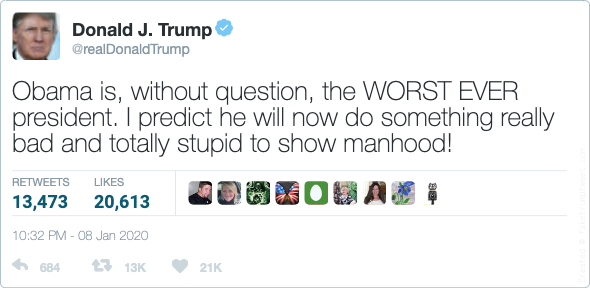 Donald J. Trump
@realDonaldTrump
Obama is, without question, the WORST EVER
president. I predict he will now do something really
bad and totally stupid to show manhood!
RETWEETS LIKES
13,473 20,613
10:32 PM - 08 Jan 2020
684 13K 21K